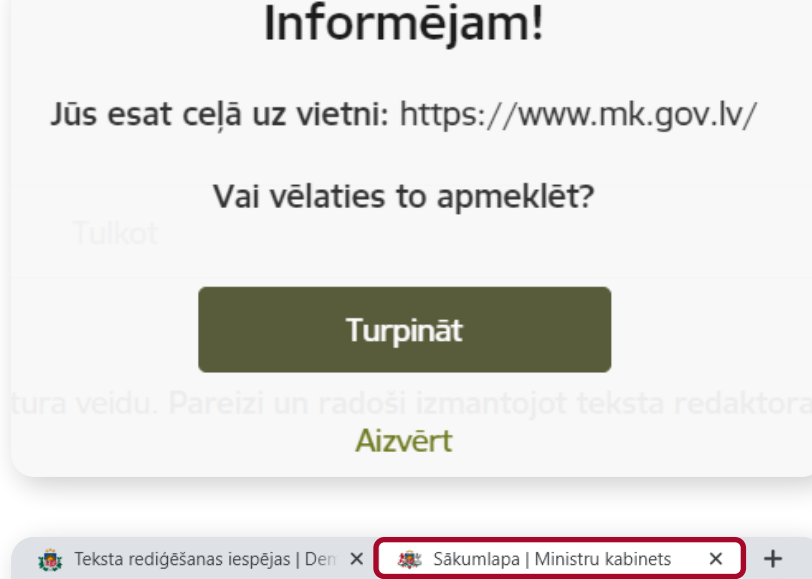 Informējam!
Jūs esat ceļā uz vietni: https://www.mk.gov.lv/
Vai vēlaties to apmeklēt?
Tulkot
Turpināt
tura veidu. Pareizi un radoši izmantojot teksta redaktora
Aizvērt
Teksta rediģēšanas iespējas | Den Sākumlapa | Ministru kabinets